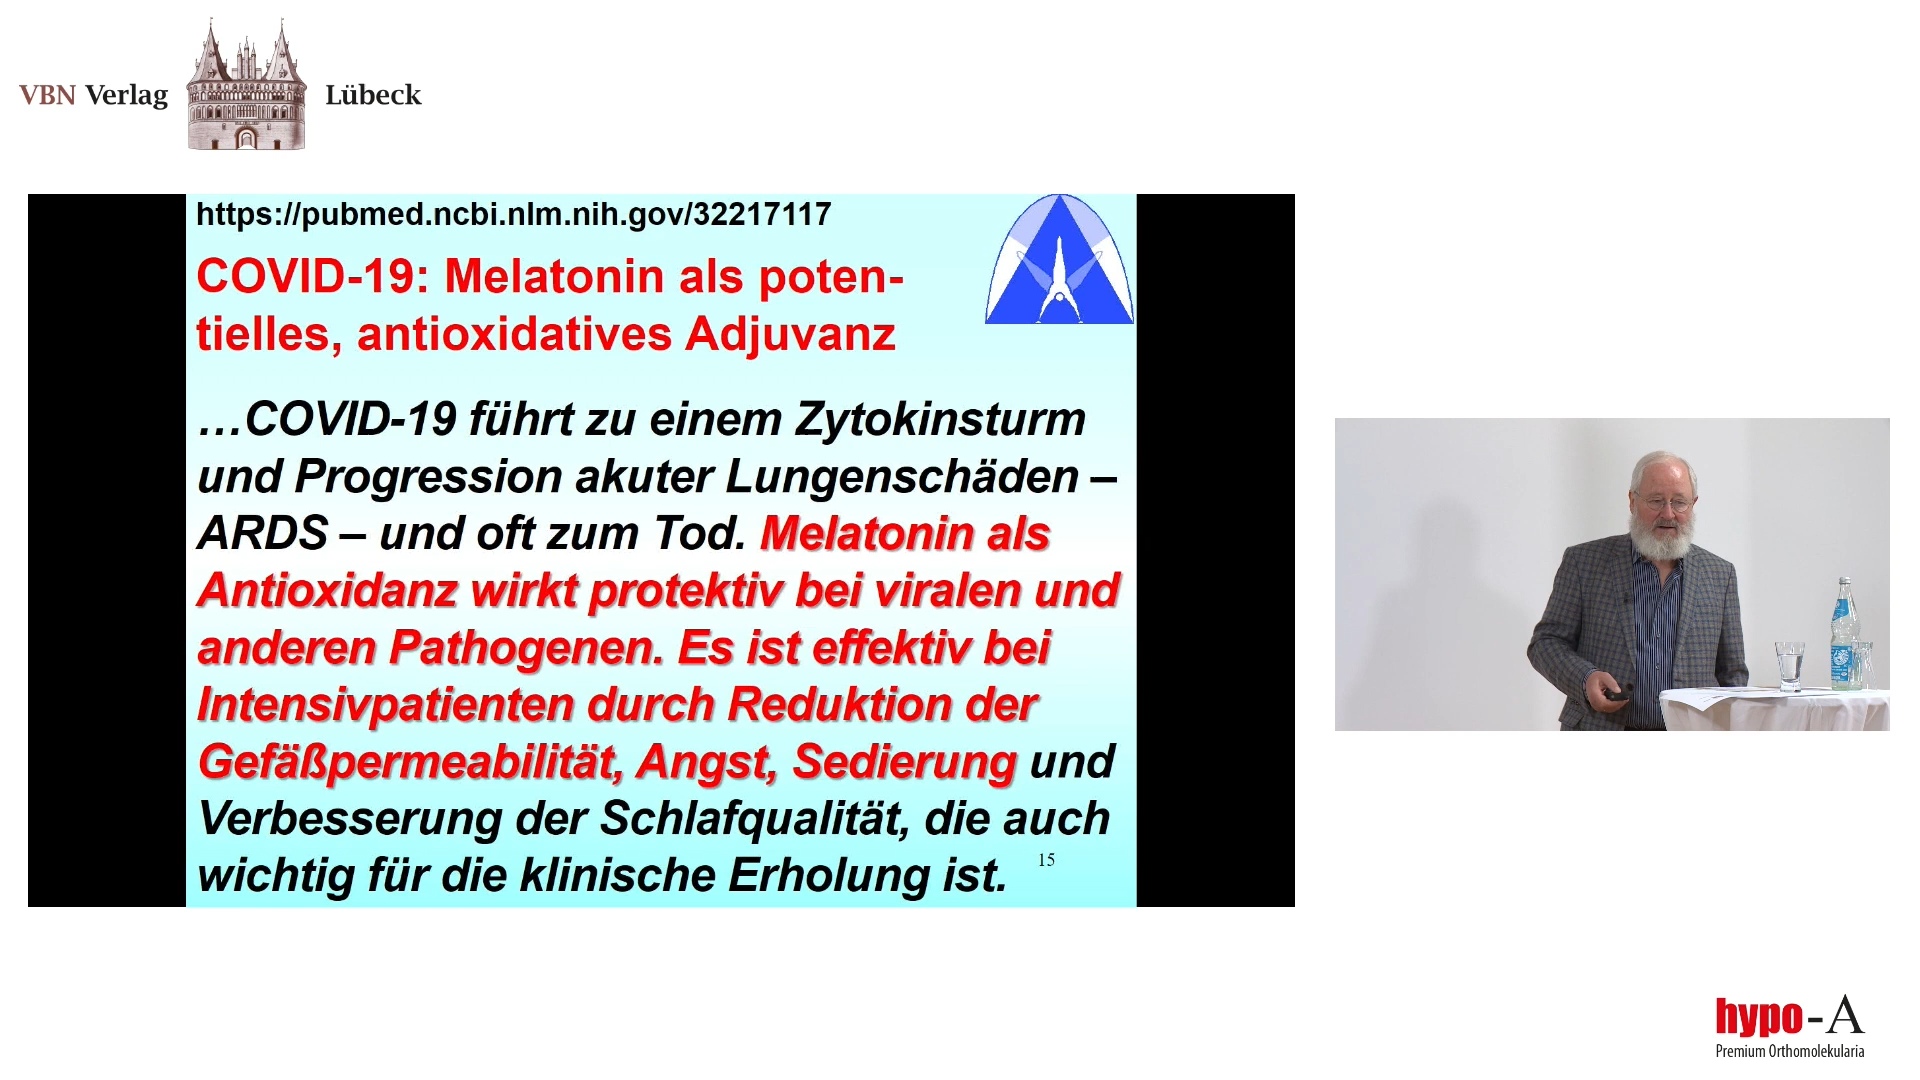 VBN Verlag Lübeck
https://pubmed.ncbi.nlm.nih.gov/32217117
COVID-19: Melatonin als poten-
tielles, antioxidatives Adjuvanz
…COVID-19 führt zu einem Zytokinsturm
und Progression akuter Lungenschäden –
ARDS – und oft zum Tod. Melatonin als
Antioxidanz wirkt protektiv bei viralen und
anderen Pathogenen. Es ist effektiv bei
Intensivpatienten durch Reduktion der
Gefäßpermeabilität, Angst, Sedierung und
Verbesserung der Schlafqualität, die auch
wichtig für die klinische Erholung ist.
15
hypo-A
Premium Orthomolekularia